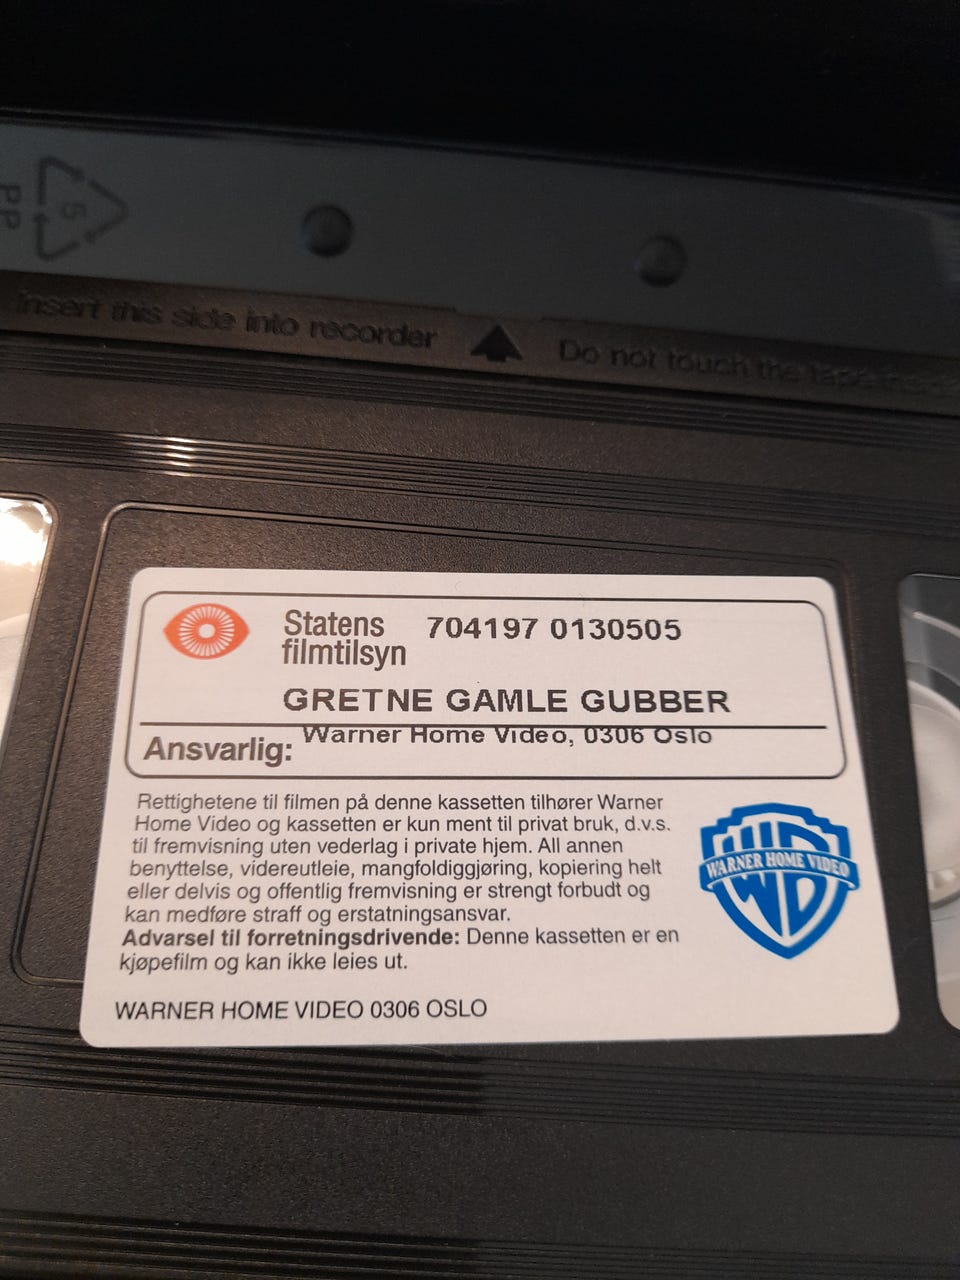 5
PP
Insert this side into recorder
Do not touch the tape
Statens
filmtilsyn
704197 0130505
GRETNE GAMLE GUBBER
Ansvarlig:
Warner Home Video, 0306 Oslo
Rettighetene til filmen på denne kassetten tilhører Warner
Home Video og kassetten er kun ment til privat bruk, d.v.s.
til fremvisning uten vederlag i private hjem. All annen
benyttelse, videreutleie, mangfoldiggjøring, kopiering helt
eller delvis og offentlig fremvisning er strengt forbudt og
kan medføre straff og erstatningsansvar.
Advarsel til forretningsdrivende: Denne kassetten er en
kjøpefilm og kan ikke leies ut.
WARNER HOME VIDEO 0306 OSLO
WB
WARNER HOME VIDEO